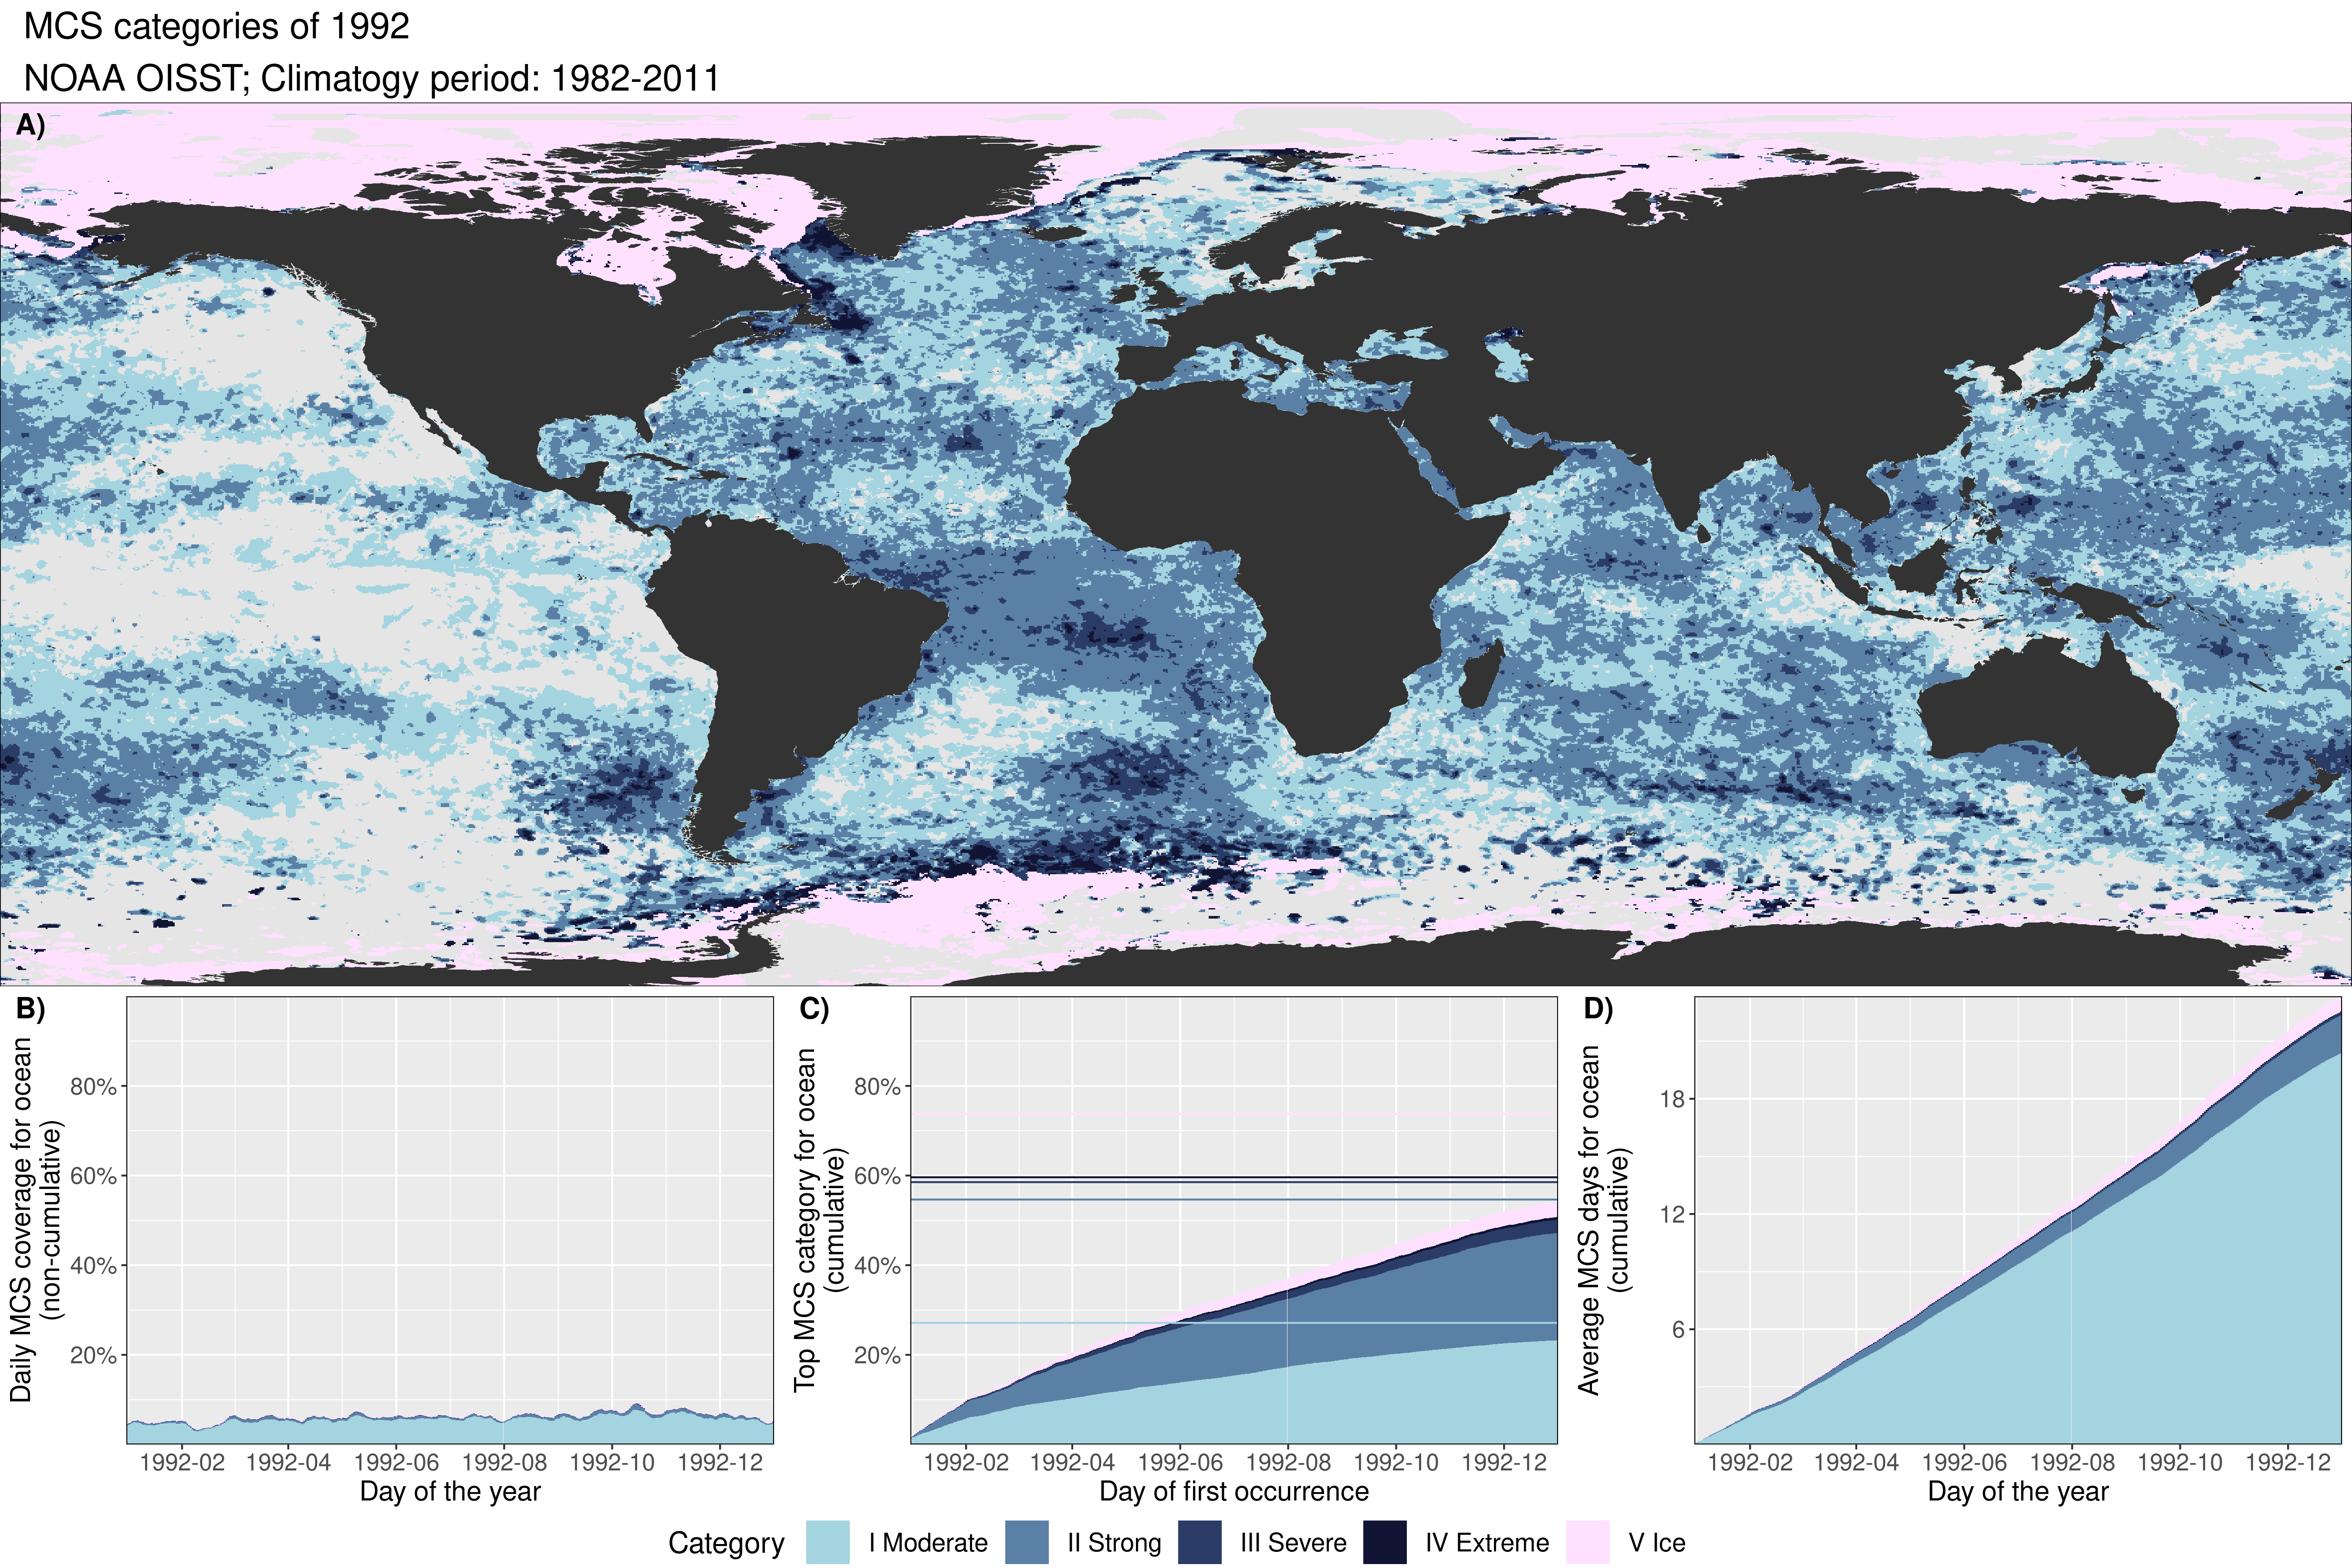 MCS categories of 1992
NOAA OISST; Climatogy period: 1982-2011
A)
B)
Daily MCS coverage for ocean
(non-cumulative)
80%
60%
40%
20%
1992-02 1992-04 1992-06 1992-08 1992-10 1992-12
Day of the year
C)
Top MCS category for ocean
(cumulative)
80%
60%
40%
20%
1992-02 1992-04 1992-06 1992-08 1992-10 1992-12
Day of first occurrence
D)
Average MCS days for ocean
(cumulative)
18
12
6
1992-02 1992-04 1992-06 1992-08 1992-10 1992-12
Day of the year
Category I Moderate II Strong III Severe IV Extreme V Ice